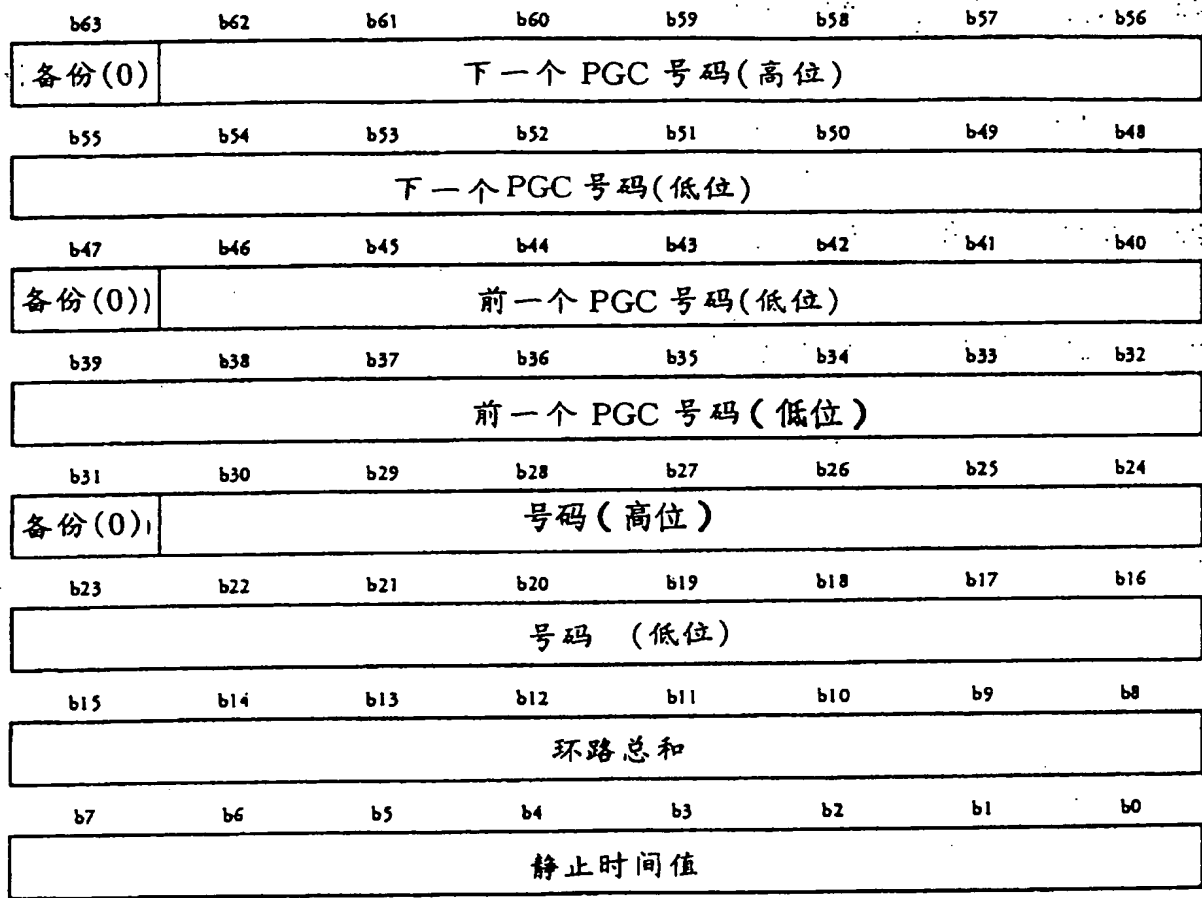 b63 b62 b61 b60 b59 b58 b57 b56
备份(0) 下一个 PGC 号码(高位)
b55 b54 b53 b52 b51 b50 b49 b48
下一个PGC 号码(低位)
b47 b46 b45 b44 b43 b42 b41 b40
备份(0)) 前一个 PGC 号码(低位)
b39 b38 b37 b36 b35 b34 b33 b32
前一个 PGC 号码(低位)
b31 b30 b29 b28 b27 b26 b25 b24
备份(0) 号码(高位)
b23 b22 b21 b20 b19 b18 b17 b16
号码 (低位)
b15 b14 b13 b12 b11 b10 b9 b8
环路总和
b7 b6 b5 b4 b3 b2 b1 b0
静止时间值